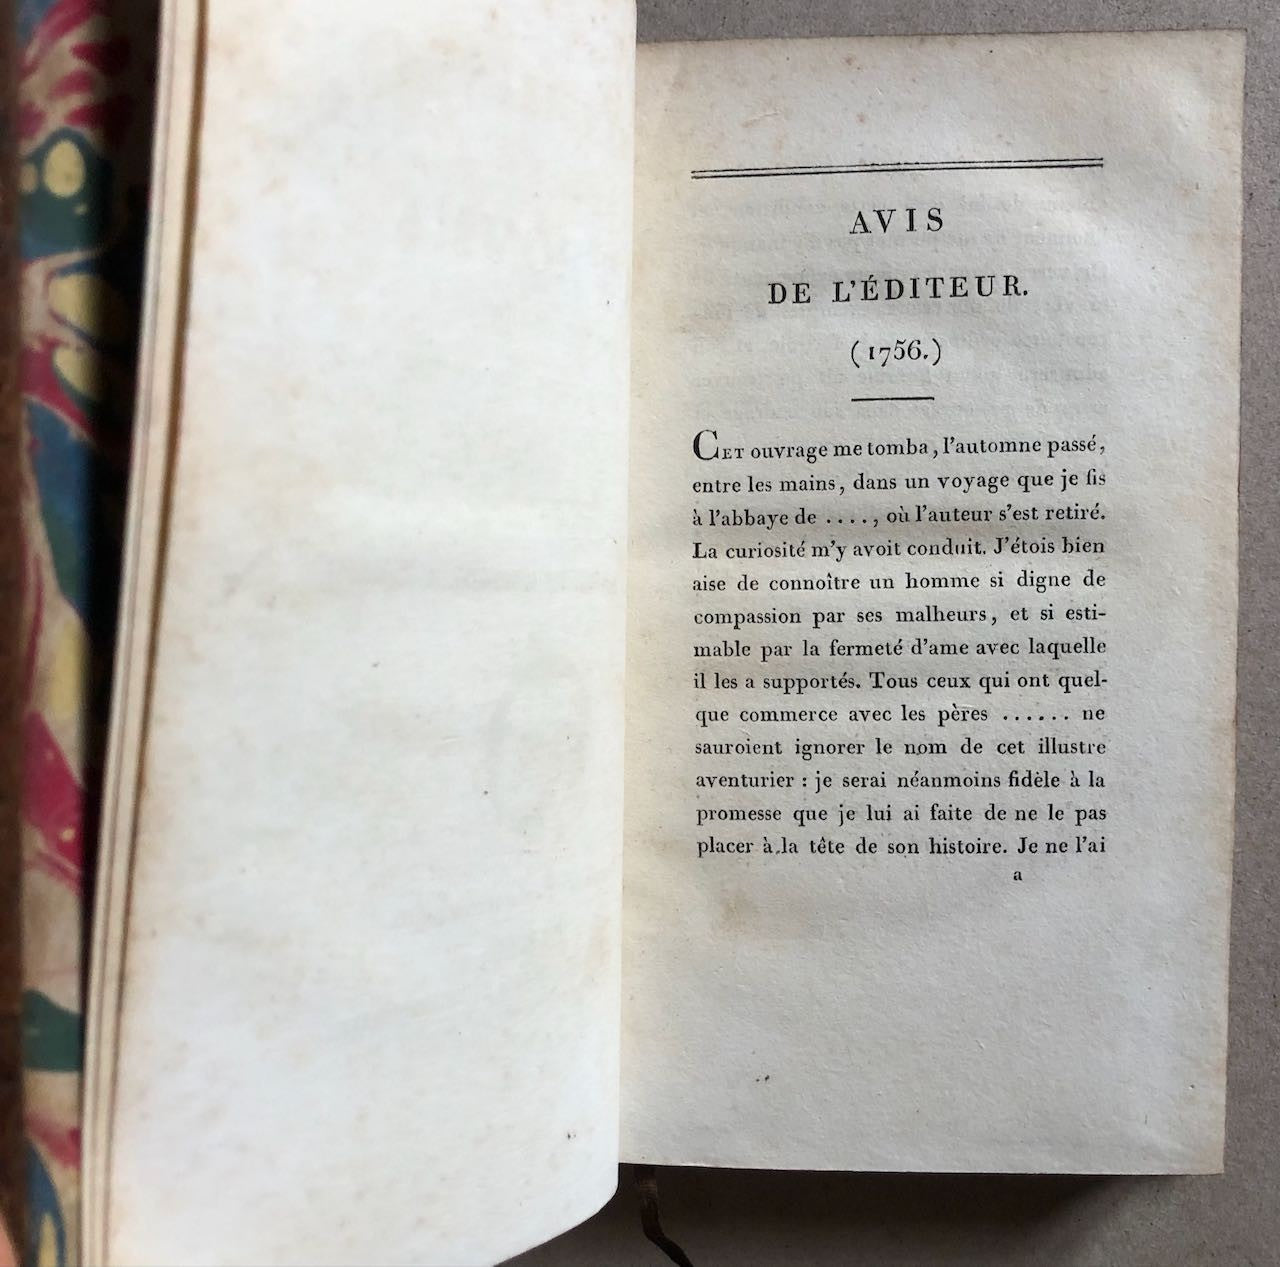 AVIS
DE L'ÉDITEUR.
(1756.)
CET ouvrage me tomba, l'automne passé,
entre les mains, dans un voyage que je fis
à l'abbaye de ...., où l'auteur s'est retiré.
La curiosité m'y avoit conduit. J'étois bien
aise de connoître un homme si digne de
compassion par ses malheurs, et si esti-
mable par la fermeté d'ame avec laquelle
il les a supportés. Tous ceux qui ont quel-
que commerce avec les pères ...... ne
sauroient ignorer le nom de cet illustre
aventurier : je serai néanmoins fidèle à la
promesse que je lui ai faite de ne le pas
placer à la tête de son histoire. Je ne l'ai
a